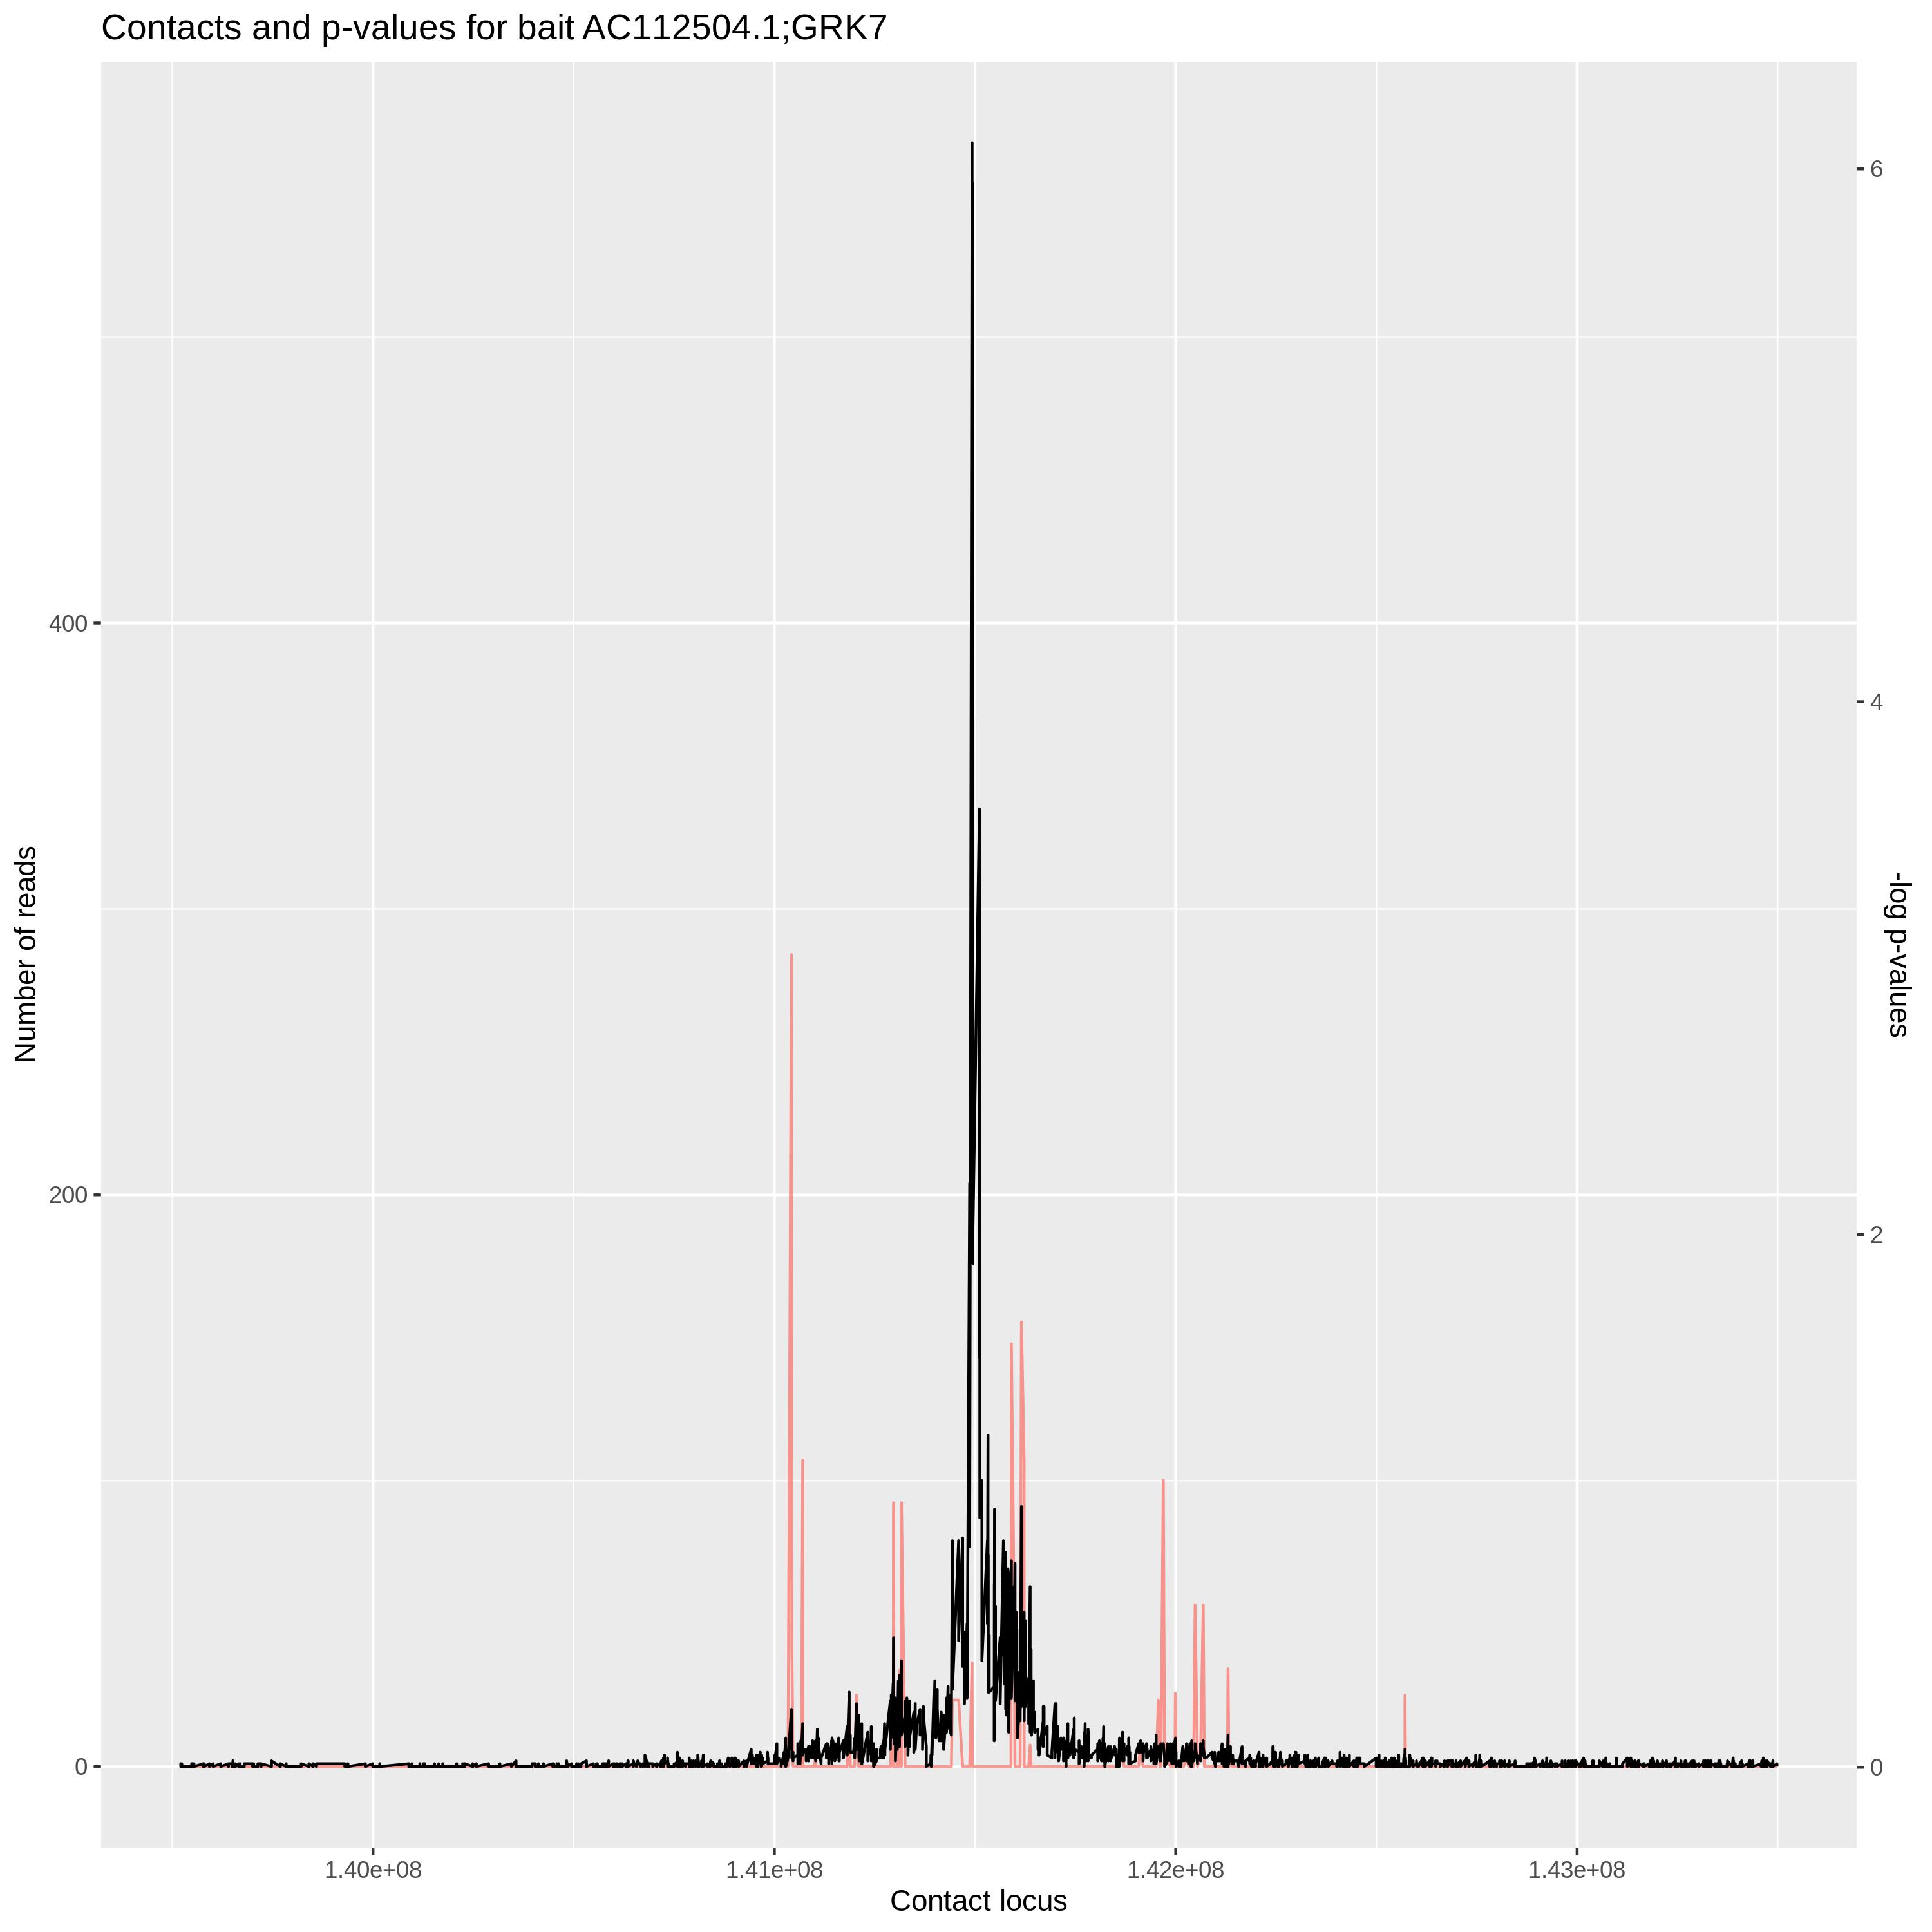 Contacts and p-values for bait AC112504.1;GRK7
6
400
4
Number of reads
-log p-values
200
2
0
0
1.40e+08
1.41e+08
1.42e+08
1.43e+08
Contact locus